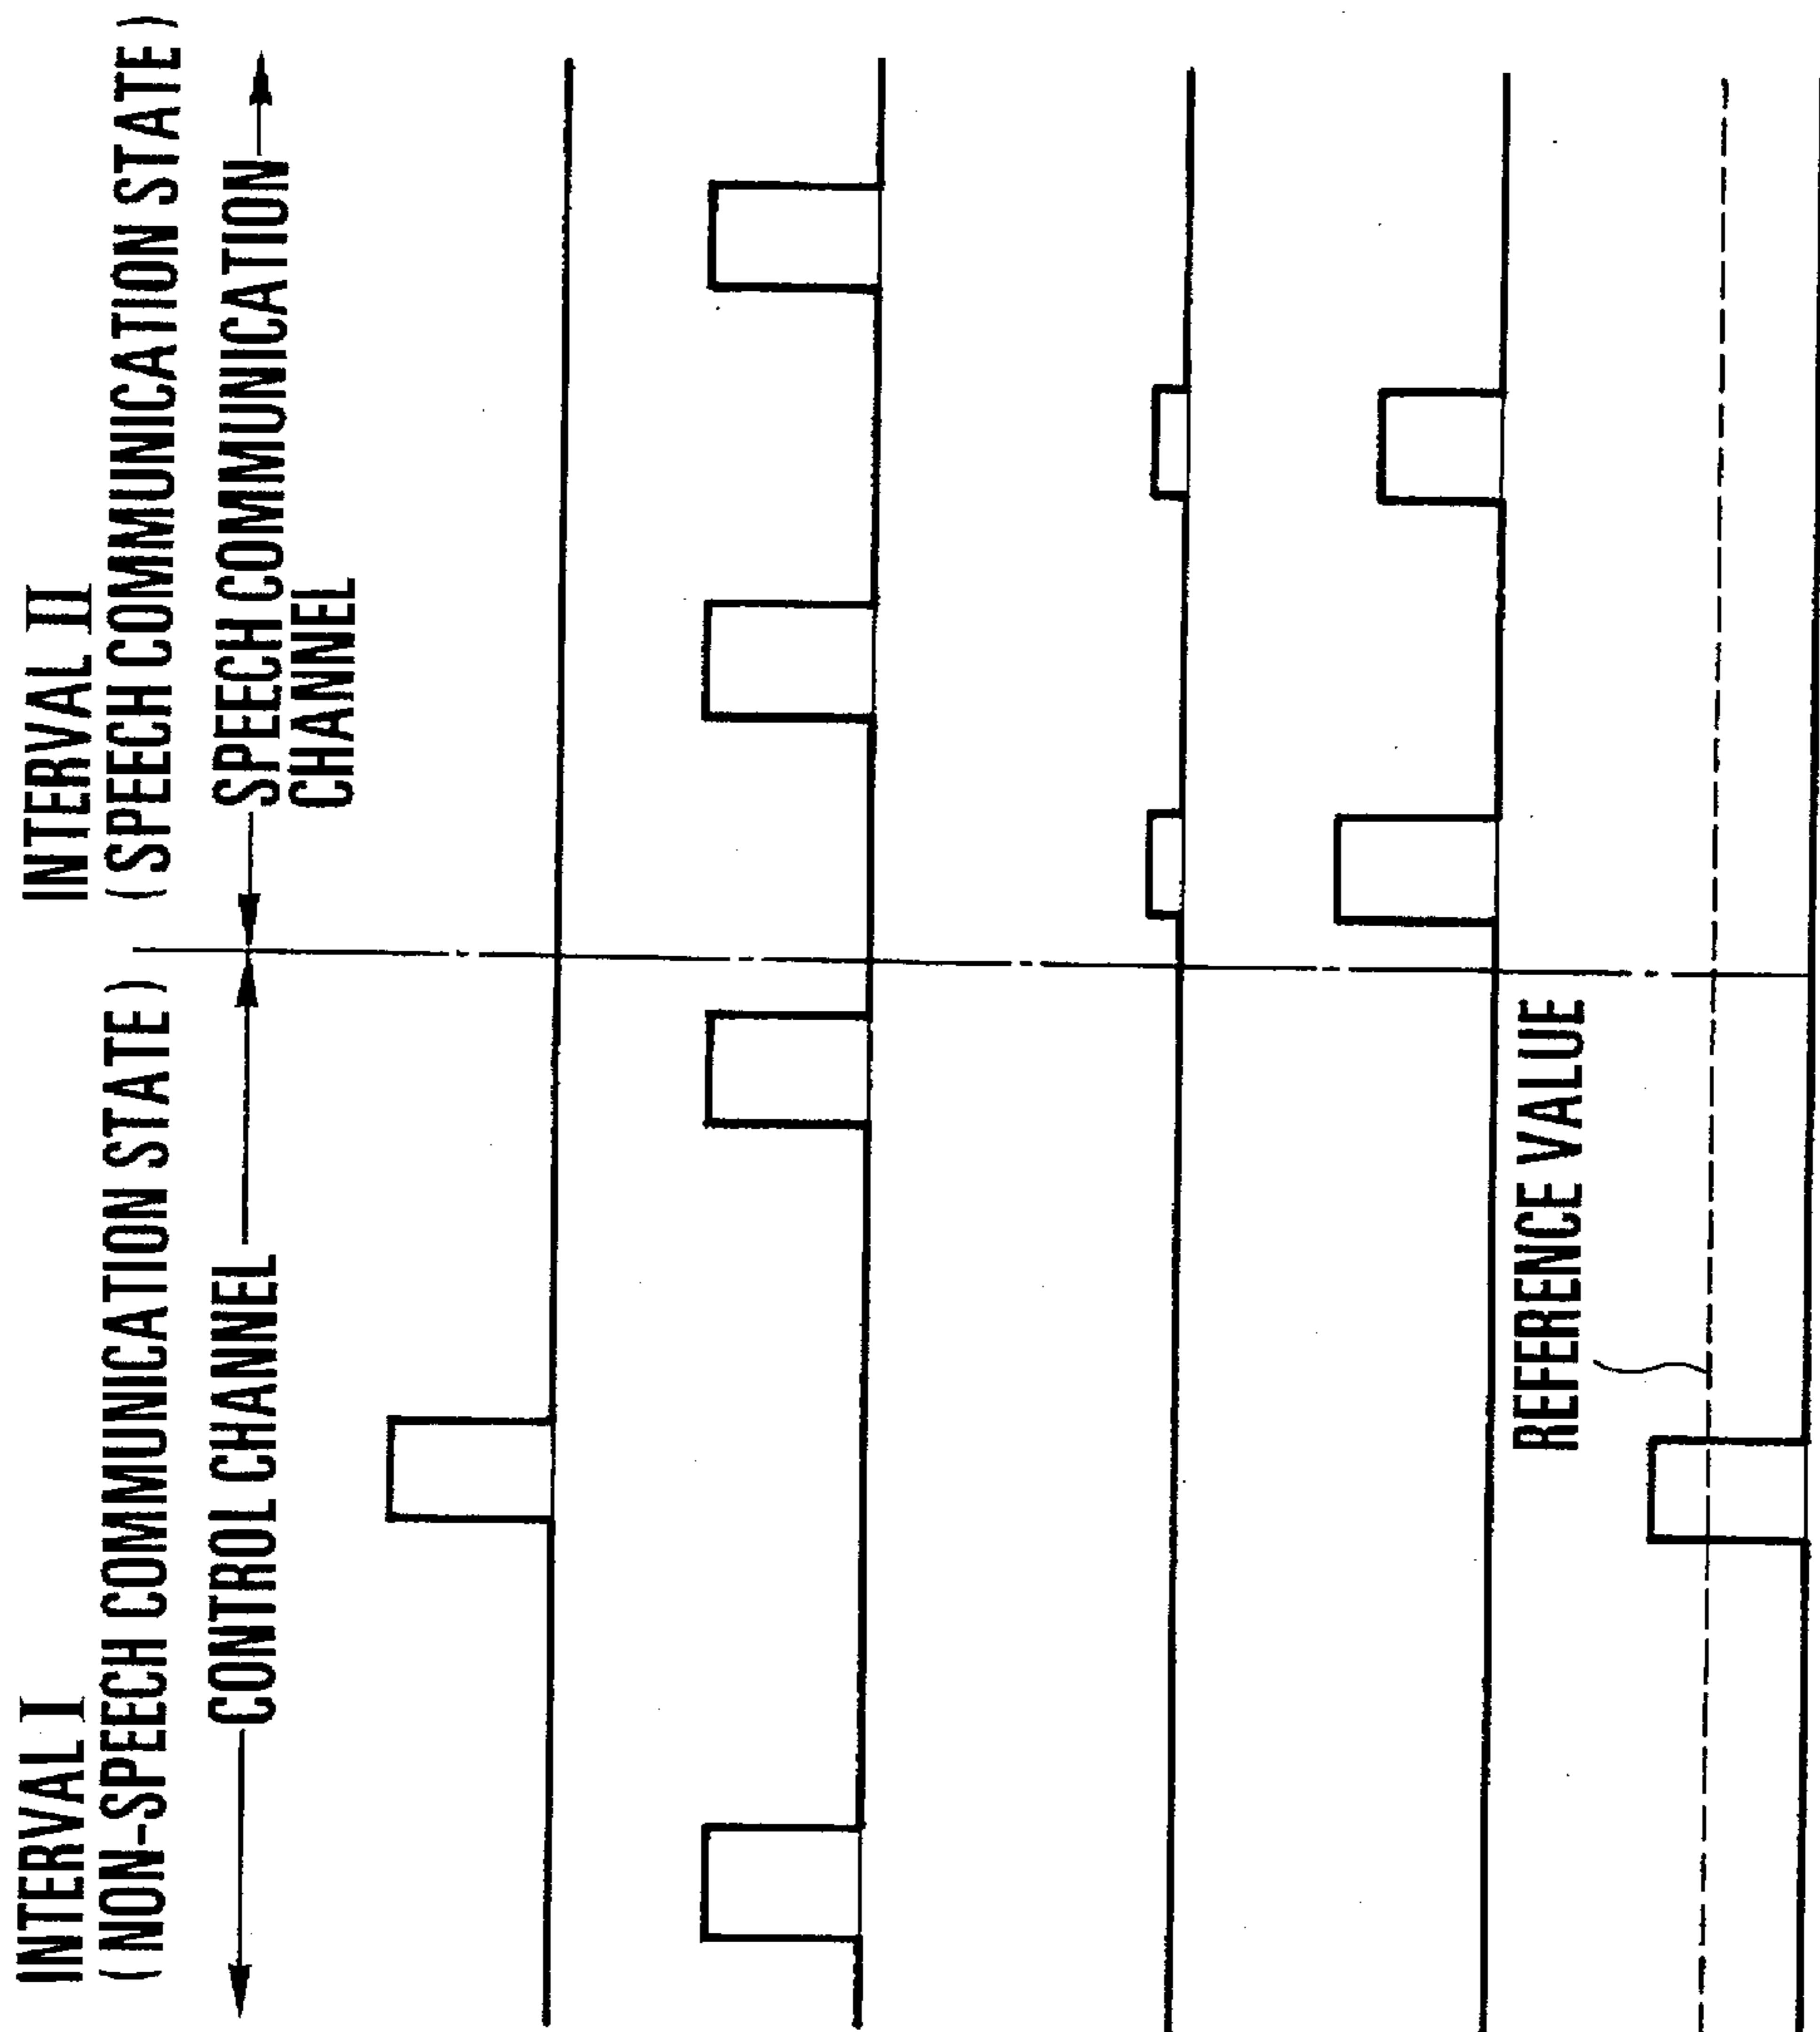 INTERVAL I
(NON-SPEECH COMMUNICATION STATE)
CONTROL CHANNEL
INTERVAL II
(SPEECH COMMUNICATION STATE)
SPEECH COMMUNICATION
CHANNEL
REFERENCE VALUE